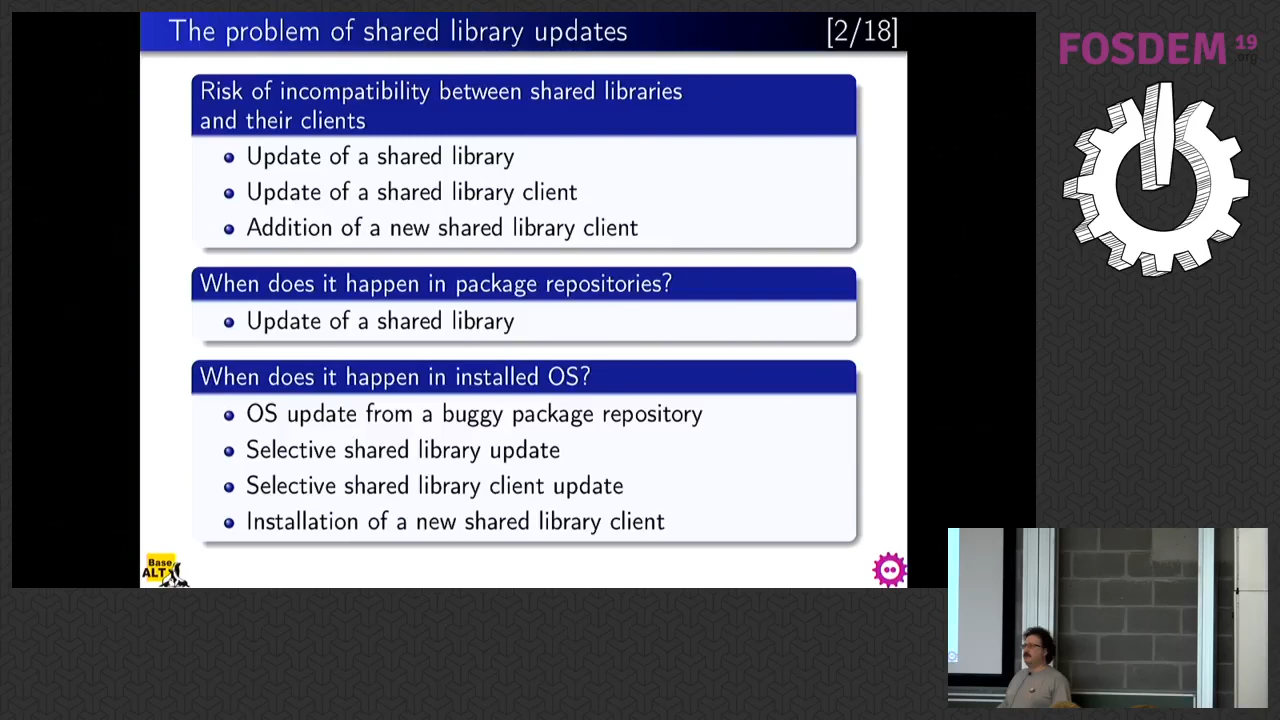 The problem of shared library updates [2/18]
Risk of incompatibility between shared libraries
and their clients
Update of a shared library
Update of a shared library client
Addition of a new shared library client
When does it happen in package repositories?
Update of a shared library
When does it happen in installed OS?
OS update from a buggy package repository
Selective shared library update
Selective shared library client update
Installation of a new shared library client
Base
ALT
FOSDEM 19
.org